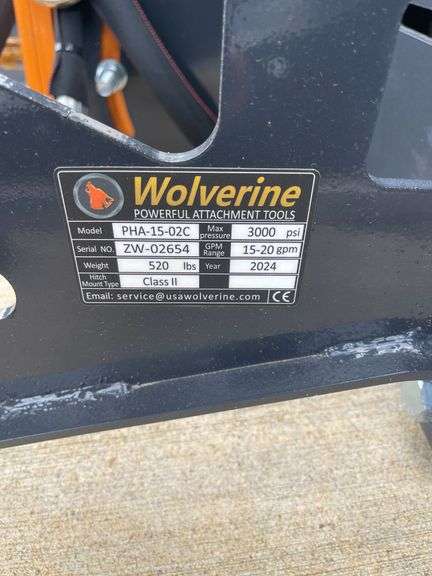 Wolverine
POWERFUL ATTACHMENT TOOLS
Model PHA-15-02C Max pressure 3000 psi
Serial NO. ZW-02654 GPM Range 15-20 gpm
Weight 520 lbs Year 2024
Hitch Mount Type Class II
Email: service@usawolverine.com CE